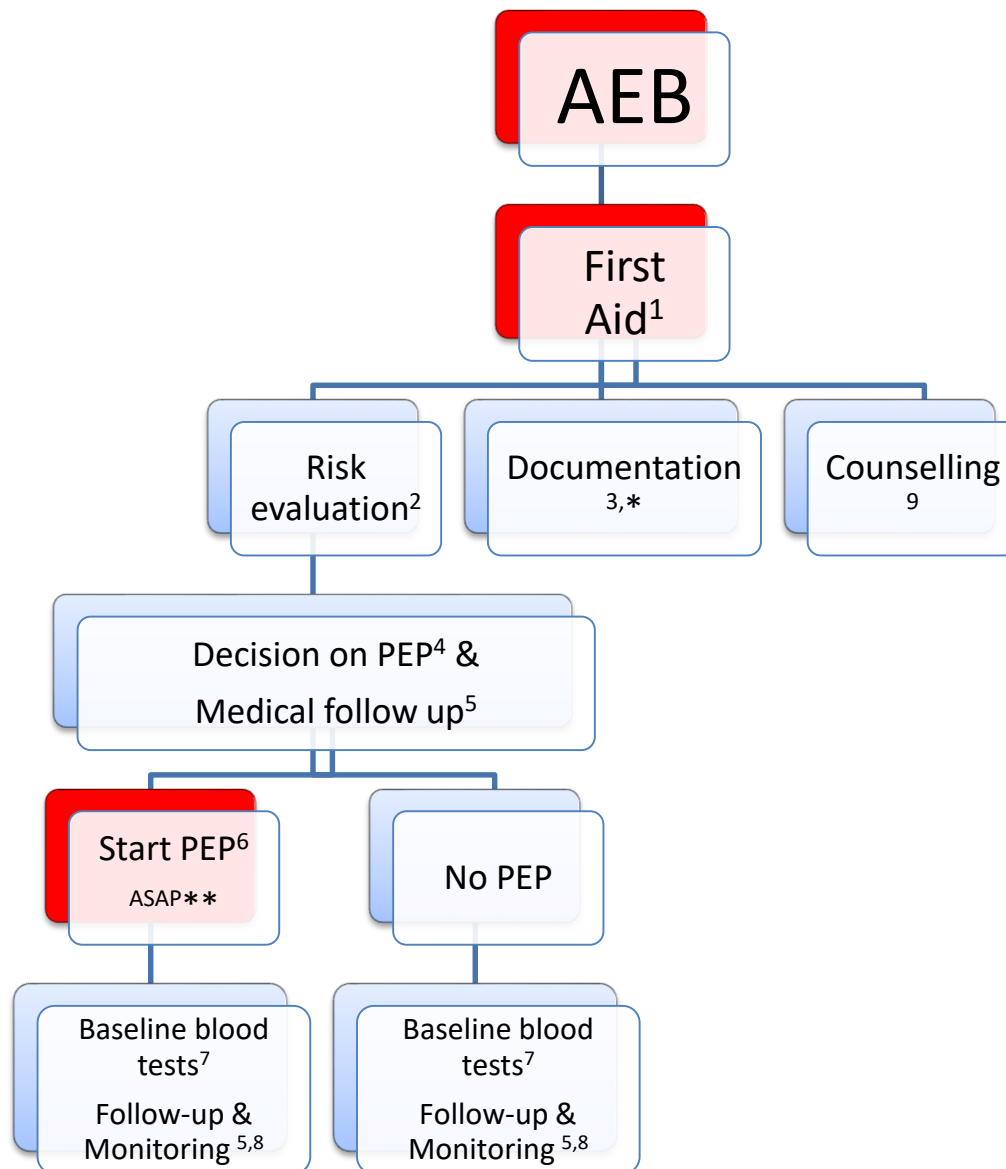 AEB
First
Aid¹
Risk
evaluation²
Documentation
3,*
Counselling
9
Decision on PEP⁴ &
Medical follow up⁵
Start PEP⁶
ASAP**
No PEP
Baseline blood
tests⁷
Follow-up &
Monitoring ⁵,⁸
Baseline blood
tests⁷
Follow-up &
Monitoring ⁵,⁸